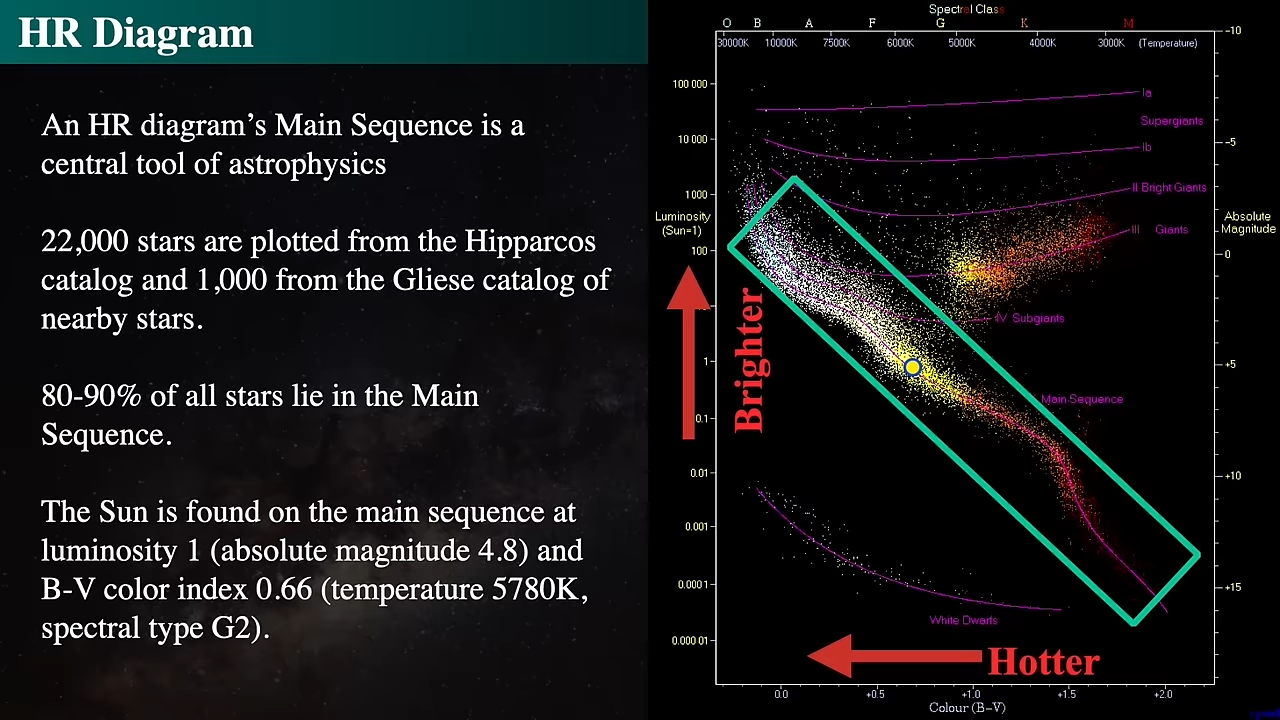 HR Diagram
An HR diagram's Main Sequence is a
central tool of astrophysics
22,000 stars are plotted from the Hipparcos
catalog and 1,000 from the Gliese catalog of
nearby stars.
80-90% of all stars lie in the Main
Sequence.
The Sun is found on the main sequence at
luminosity 1 (absolute magnitude 4.8) and
B-V color index 0.66 (temperature 5780K,
spectral type G2).
Spectral Class
O B A F G K M
30000K 10000K 7500K 6000K 5000K 4000K 3000K (Temperature)
-10
100 000
Ia
Supergiants
10 000
-5
Ib
1 000
II Bright Giants
Luminosity
(Sun=1)
Absolute
Magnitude
III Giants
100
0
Brighter
IV Subgiants
1
+5
Main Sequence
0.1
0.01
+10
0.001
0.0001
+15
White Dwarfs
0.000 01
Hotter
0.0 +0.5 +1.0 +1.5 +2.0
Colour (B-V)